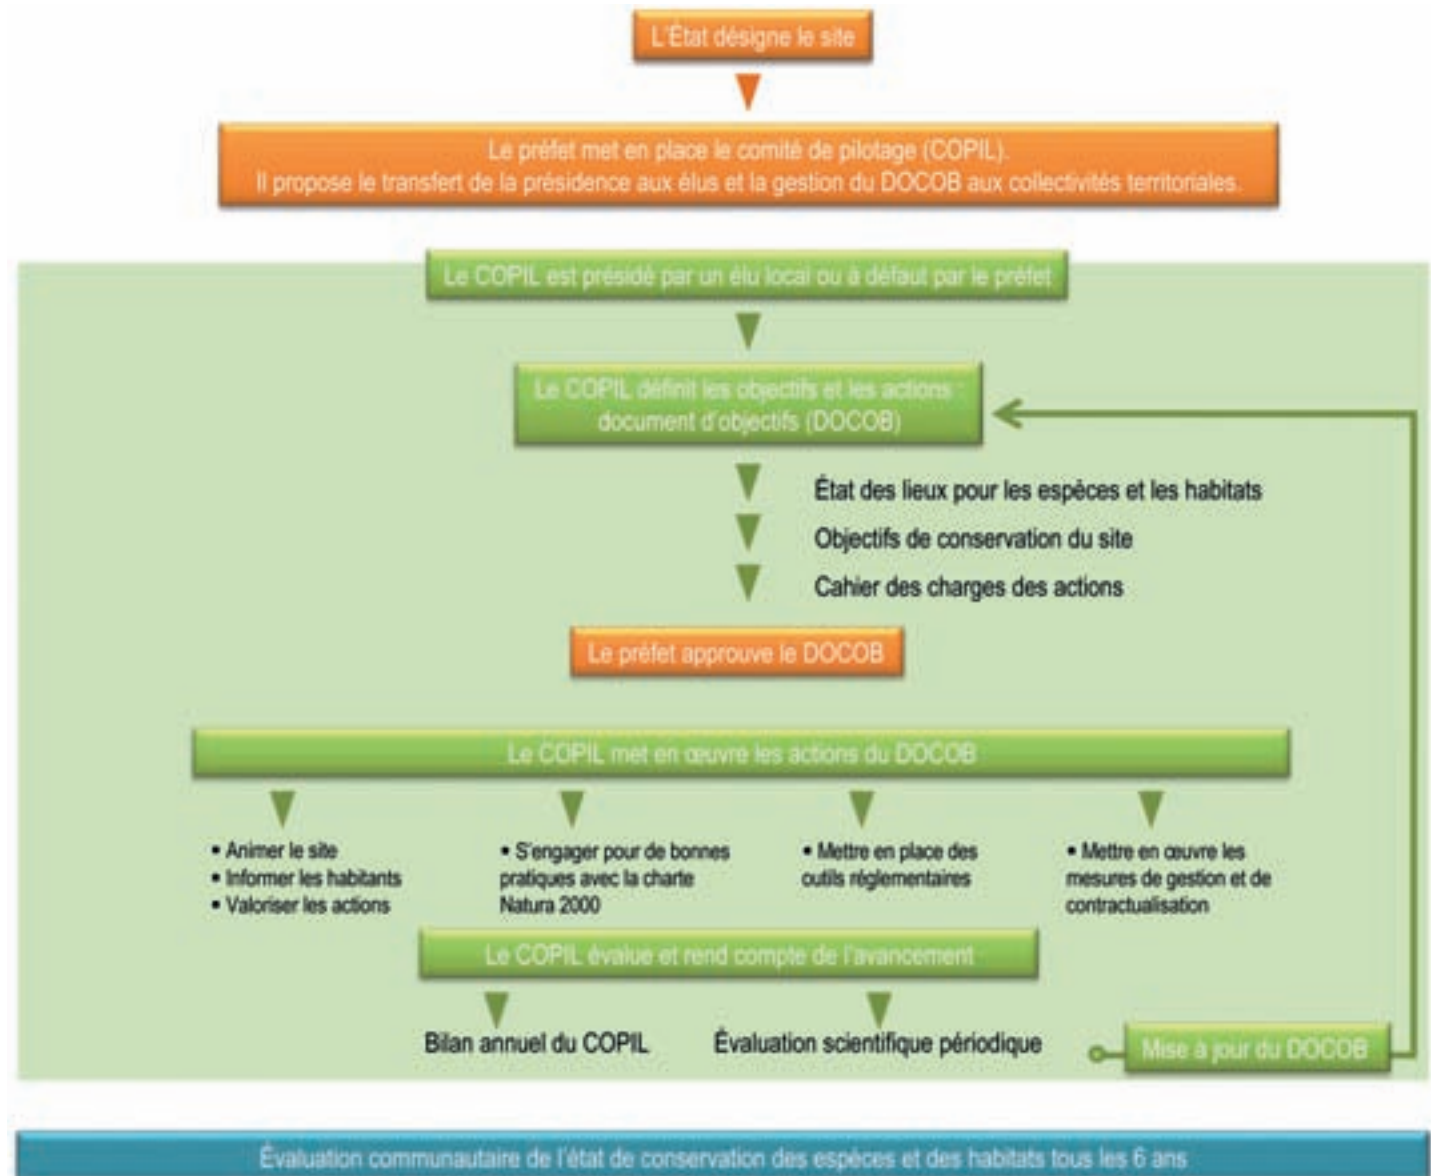 L'État désigne le site
Le préfet met en place le comité de pilotage (COPIL).
Il propose le transfert de la présidence aux élus et la gestion du DOCOB aux collectivités territoriales.
Le COPIL est présidé par un élu local ou à défaut par le préfet
Le COPIL définit les objectifs et les actions :
document d'objectifs (DOCOB)
État des lieux pour les espèces et les habitats
Objectifs de conservation du site
Cahier des charges des actions
Le préfet approuve le DOCOB
Le COPIL met en œuvre les actions du DOCOB
▪ Animer le site
▪ Informer les habitants
▪ Valoriser les actions
▪ S'engager pour de bonnes
pratiques avec la charte
Natura 2000
▪ Mettre en place des
outils réglementaires
▪ Mettre en œuvre les
mesures de gestion et de
contractualisation
Le COPIL évalue et rend compte de l'avancement
Bilan annuel du COPIL
Évaluation scientifique périodique
Mise à jour du DOCOB
Évaluation communautaire de l'état de conservation des espèces et des habitats tous les 6 ans